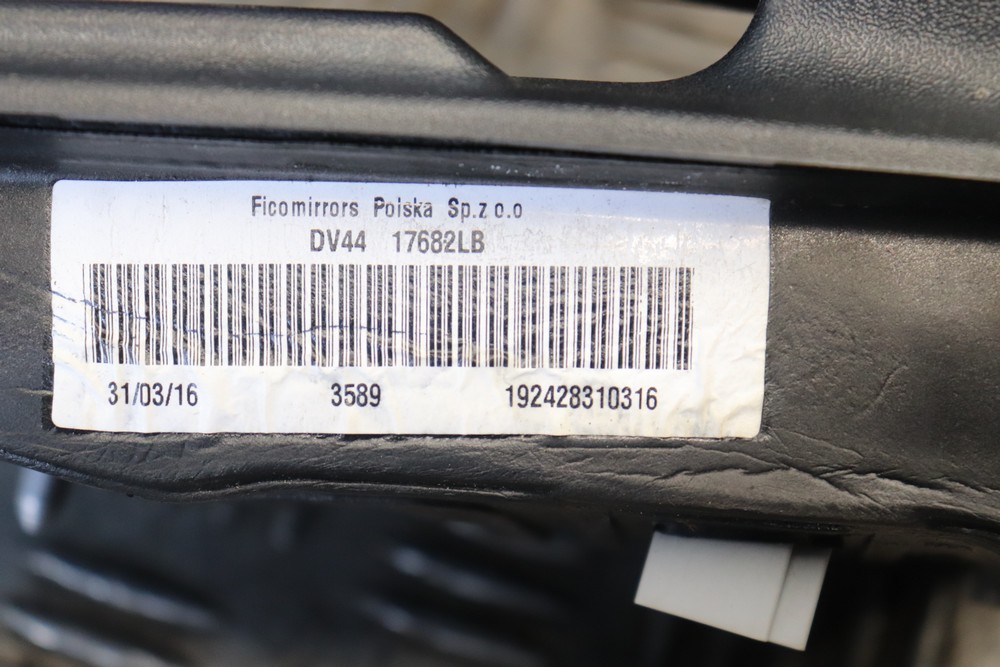 Ficomirrors Polska Sp.z o.o
DV44 17682LB
31/03/16 3589 192428310316